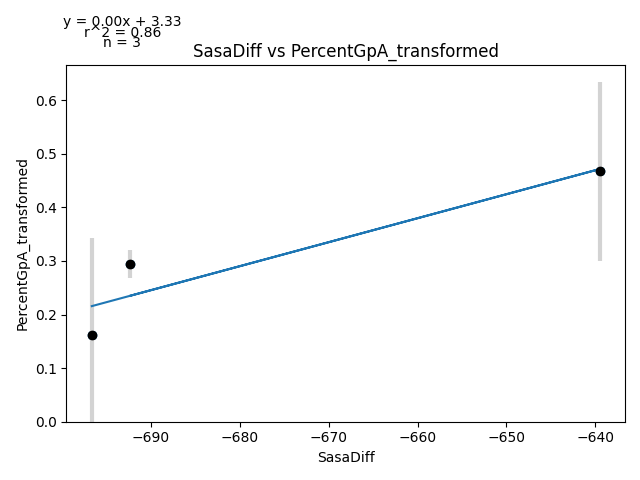 y = 0.00x + 3.33
r^2 = 0.86
n = 3
SasaDiff vs PercentGpA_transformed
PercentGpA_transformed
0.6
0.5
0.4
0.3
0.2
0.1
0.0
−690 −680 −670 −660 −650 −640
SasaDiff